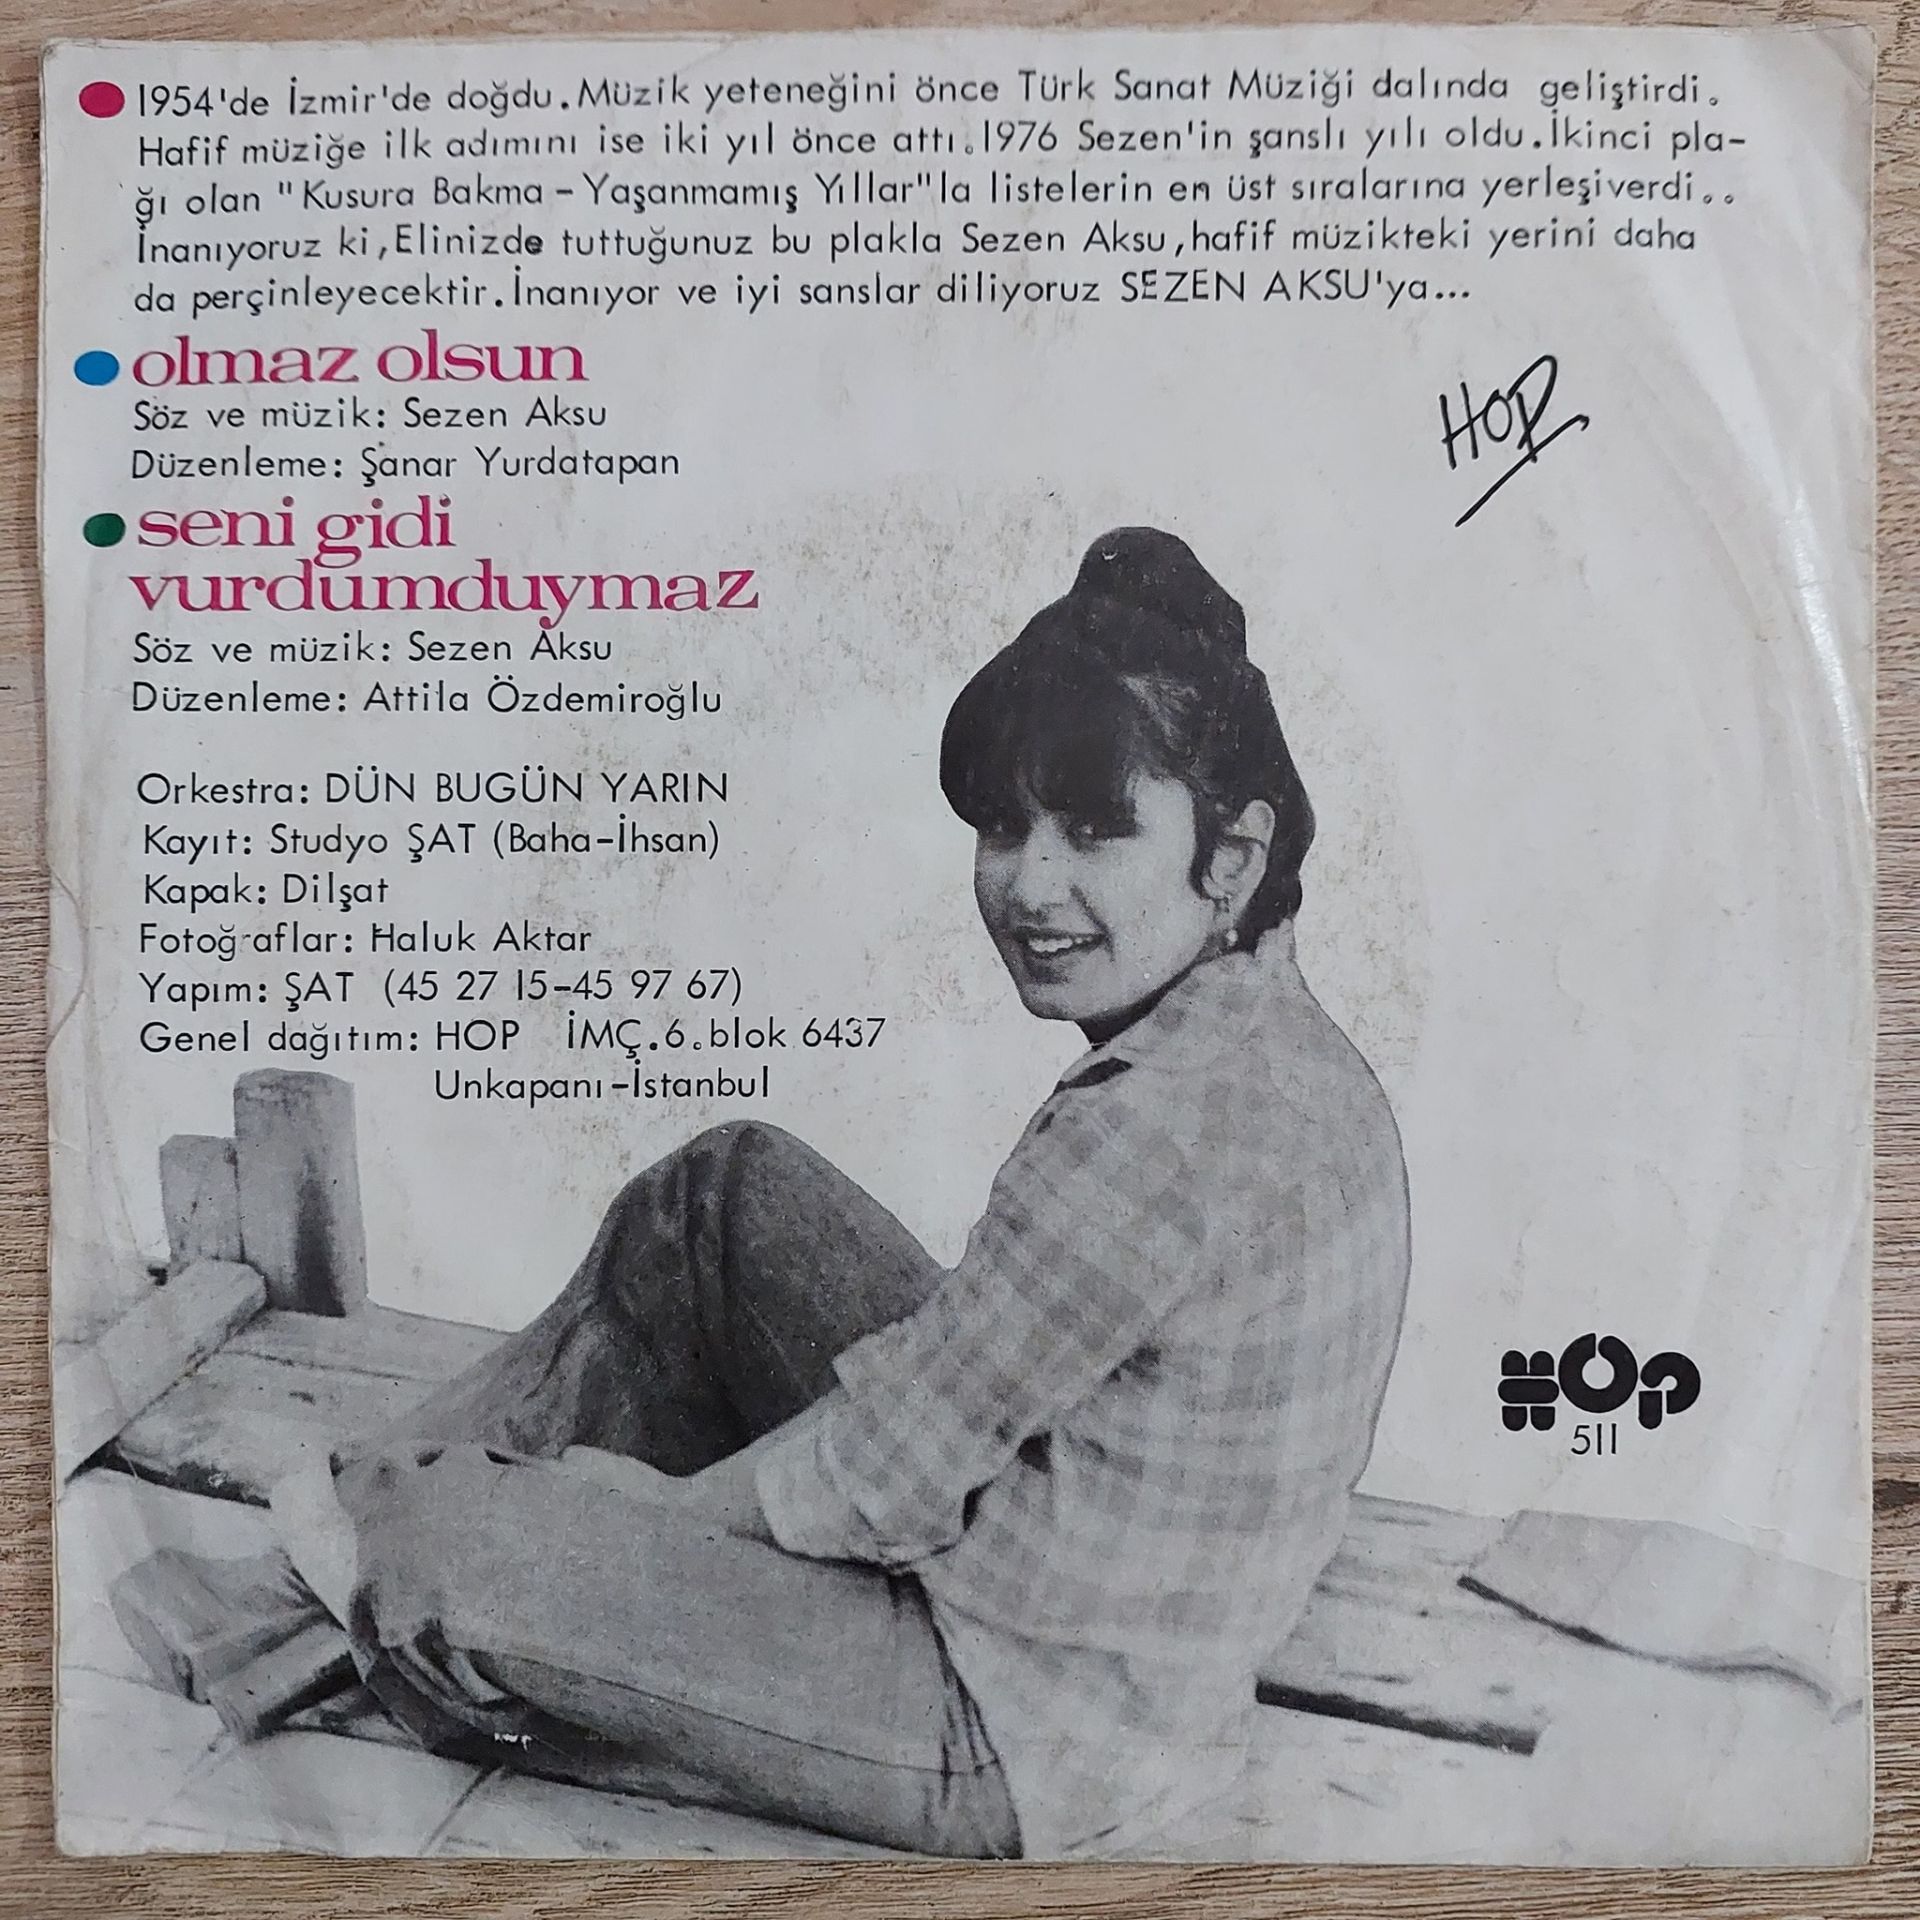 1954'de İzmir'de doğdu.Müzik yeteneğini önce Türk Sanat Müziği dalında geliştirdi.
Hafif müziğe ilk adımını ise iki yıl önce attı.1976 Sezen'in şanslı yılı oldu.İkinci pla-
ğı olan "Kusura Bakma-Yaşanmamış Yıllar"la listelerin en üst sıralarına yerleşiverdi..
İnanıyoruz ki,Elinizde tuttuğunuz bu plakla Sezen Aksu,hafif müzikteki yerini daha
da perçinleyecektir.İnanıyor ve iyi sanslar diliyoruz SEZEN AKSU'ya...
olmaz olsun
Söz ve müzik: Sezen Aksu
Düzenleme: Şanar Yurdatapan
HOP
seni gidi
vurdumduymaz
Söz ve müzik: Sezen Aksu
Düzenleme: Attila Özdemiroğlu
Orkestra: DÜN BUGÜN YARIN
Kayıt: Studyo ŞAT (Baha-İhsan)
Kapak: Dilşat
Fotoğraflar: Haluk Aktar
Yapım: ŞAT (45 27 15-45 97 67)
Genel dağıtım: HOP İMÇ.6.blok 6437
Unkapanı-İstanbul
HOP
511